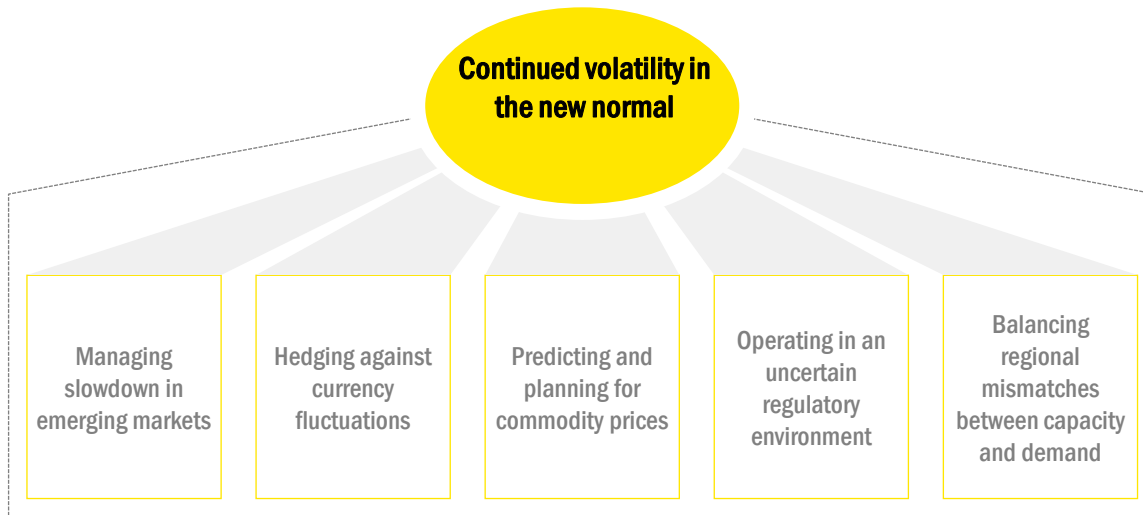 Continued volatility in
the new normal
Managing
slowdown in
emerging markets
Hedging against
currency
fluctuations
Predicting and
planning for
commodity prices
Operating in an
uncertain
regulatory
environment
Balancing
regional
mismatches
between capacity
and demand